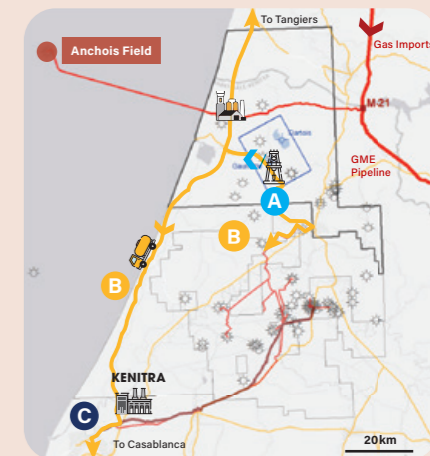 To Tangiers
Anchois Field
Gas Imports
M-21
GME
Pipeline
A
B
B
KENITRA
C
To Casablanca
20km